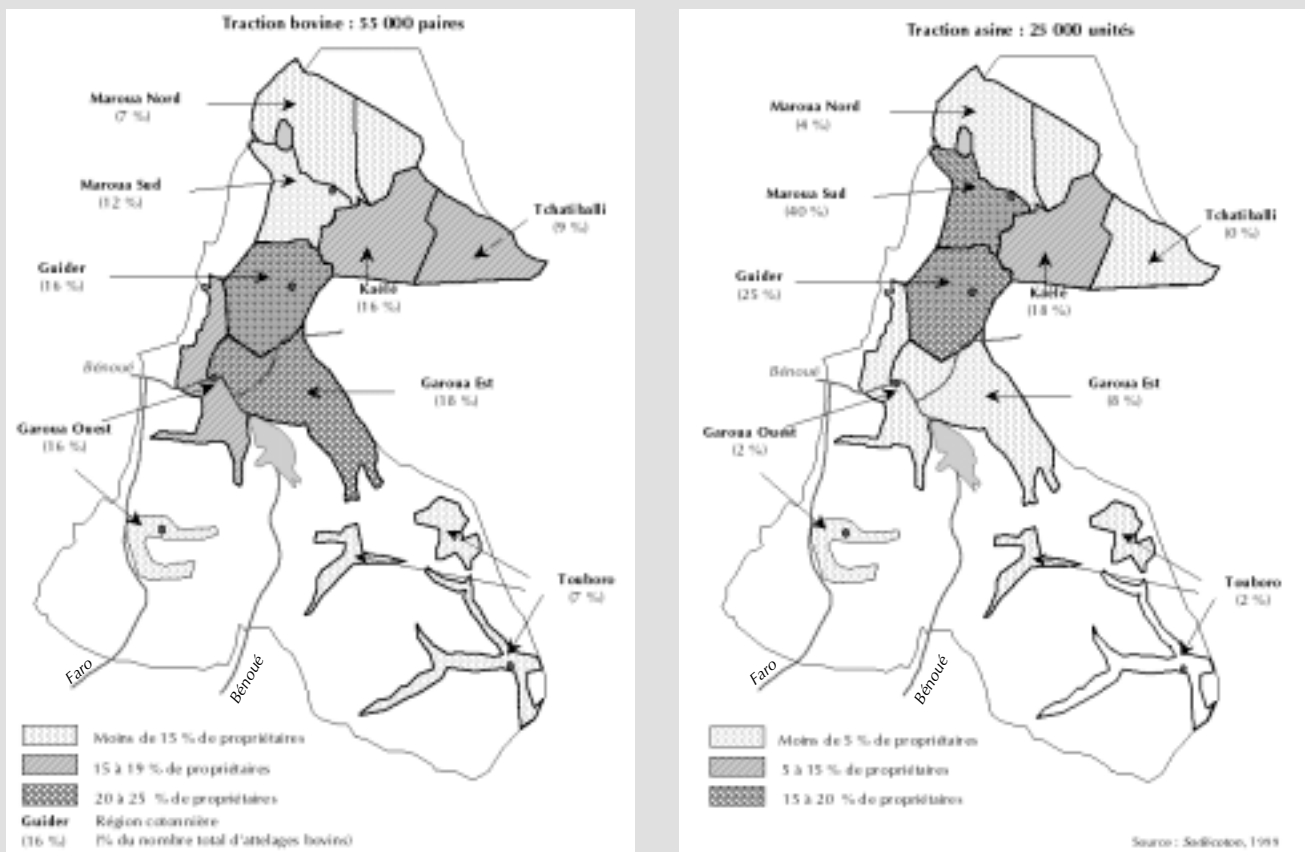 Traction bovine : 55 000 paires
Maroua Nord
(7 %)
Maroua Sud
(12 %)
Tchatiballi
(9 %)
Guider
(16 %)
Kaélé
(16 %)
Bénoué
Garoua Est
(18 %)
Garoua Ouest
(16 %)
Touboro
(7 %)
Faro
Bénoué
Moins de 15 % de propriétaires
15 à 19 % de propriétaires
20 à 25 % de propriétaires
Guider
Région cotonnière
(16 %)
(% du nombre total d'attelages bovins)
Traction asine : 25 000 unités
Maroua Nord
(4 %)
Maroua Sud
(40 %)
Tchatiballi
(0 %)
Guider
(25 %)
Kaélé
(18 %)
Bénoué
Garoua Est
(8 %)
Garoua Ouest
(2 %)
Touboro
(2 %)
Faro
Bénoué
Moins de 5 % de propriétaires
5 à 15 % de propriétaires
15 à 20 % de propriétaires
Source : Sodécoton, 1999